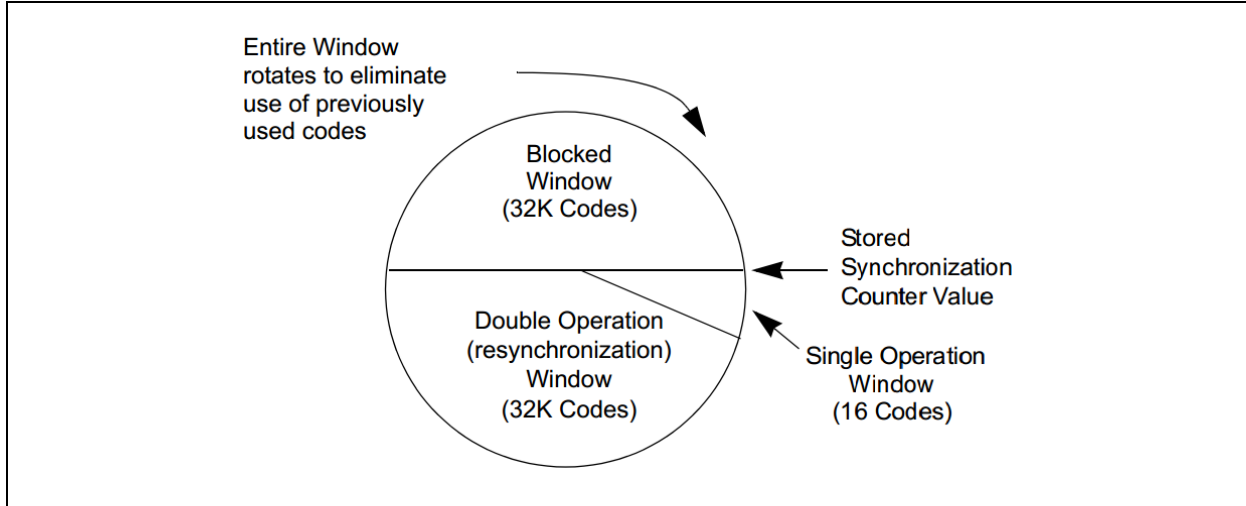 Entire Window
rotates to eliminate
use of previously
used codes
Blocked
Window
(32K Codes)
Stored
Synchronization
Counter Value
Double Operation
(resynchronization)
Window
(32K Codes)
Single Operation
Window
(16 Codes)